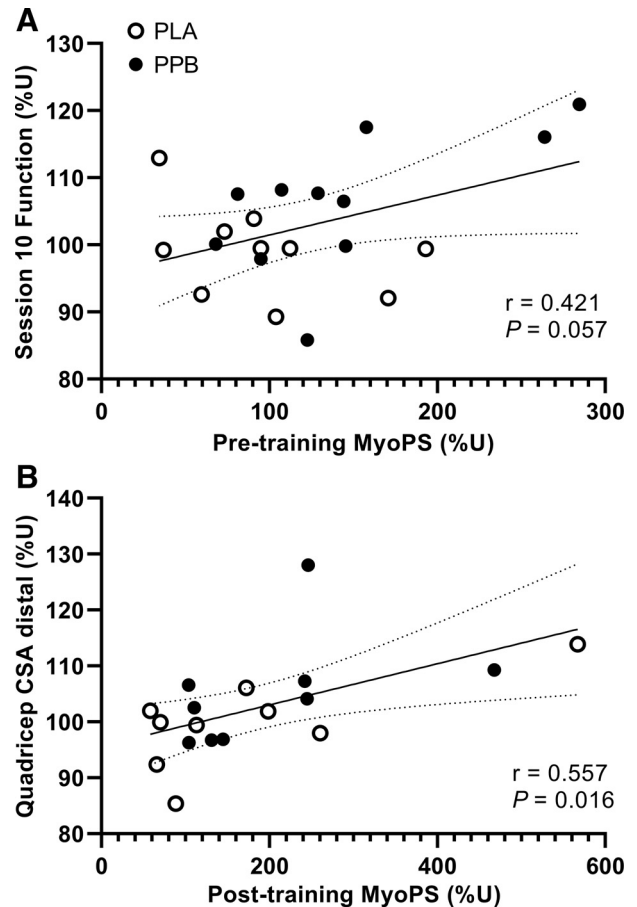 A
PLA
PPB
Session 10 Function (%U)
130
120
110
100
90
80
r = 0.421
P = 0.057
0
100
200
300
Pre-training MyoPS (%U)
B
Quadricep CSA distal (%U)
140
130
120
110
100
90
80
r = 0.557
P = 0.016
0
200
400
600
Post-training MyoPS (%U)